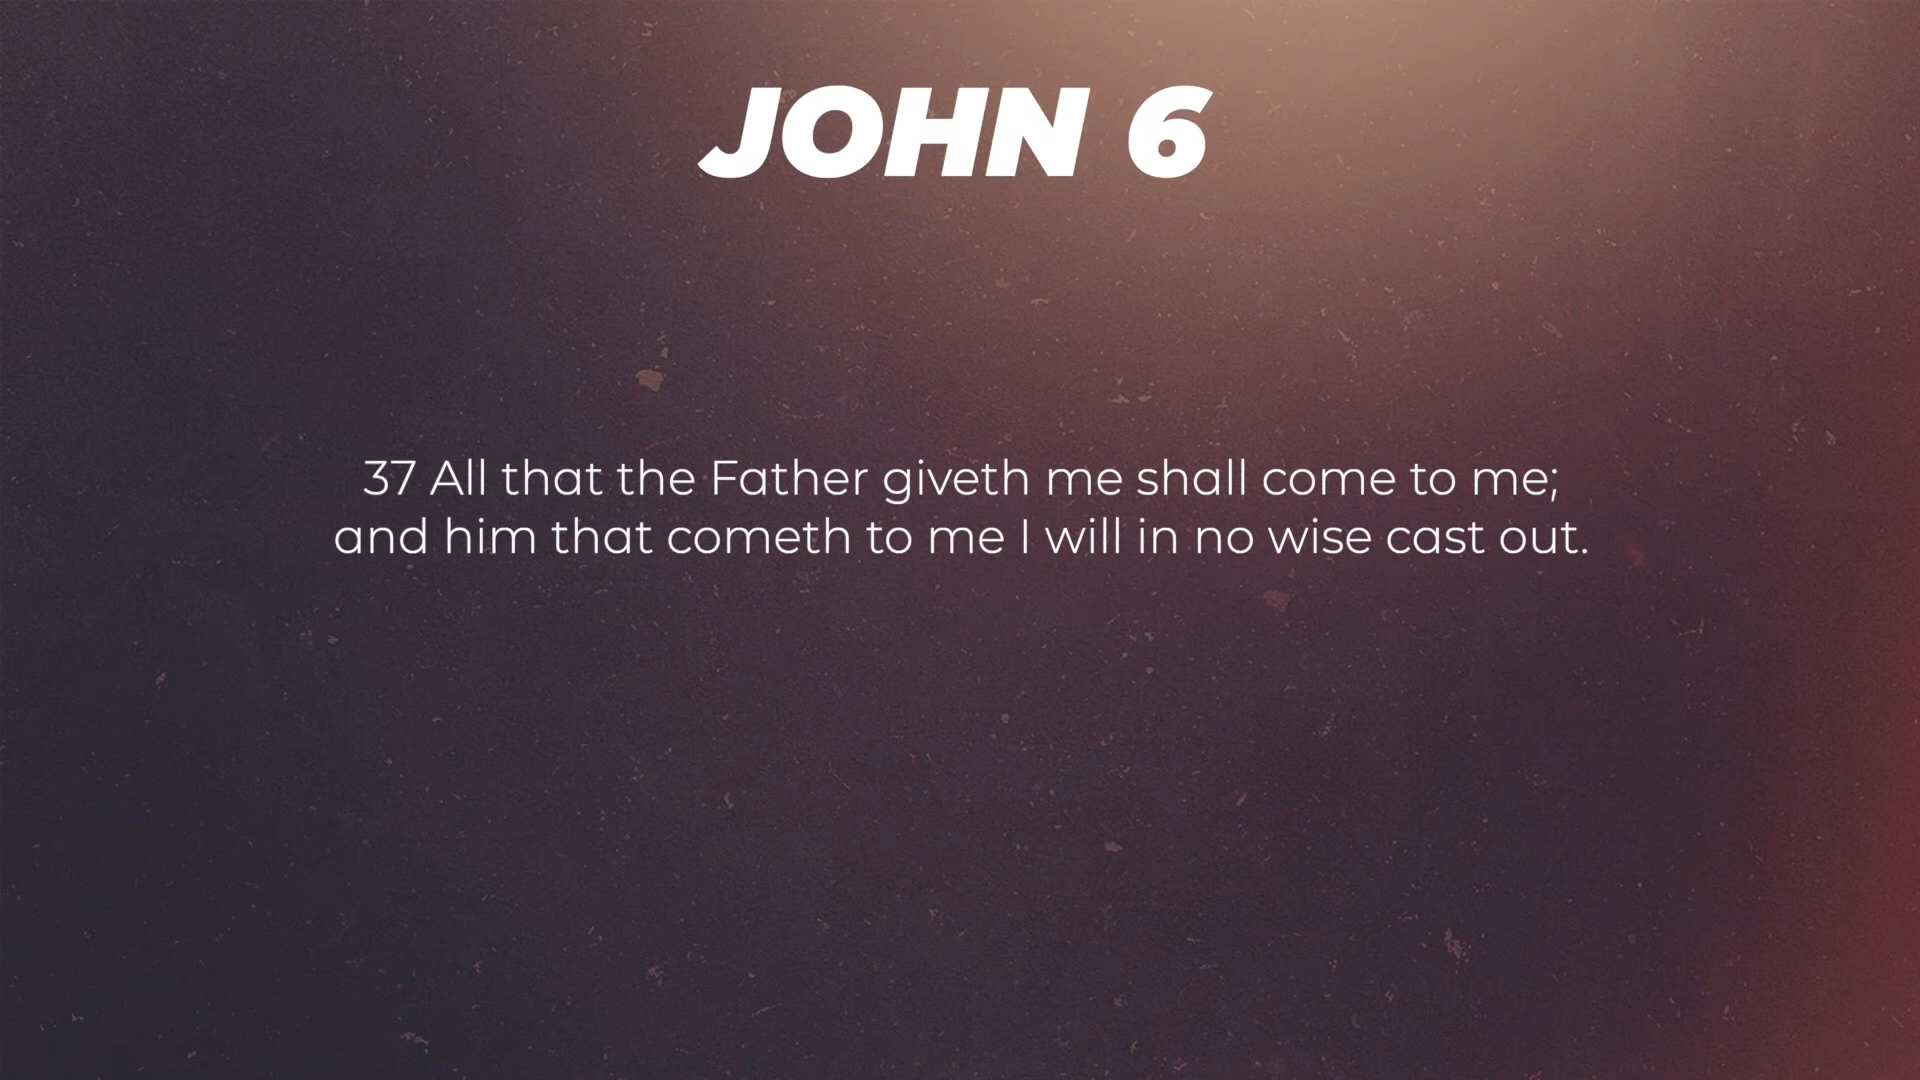 JOHN 6
37 All that the Father giveth me shall come to me;
and him that cometh to me I will in no wise cast out.